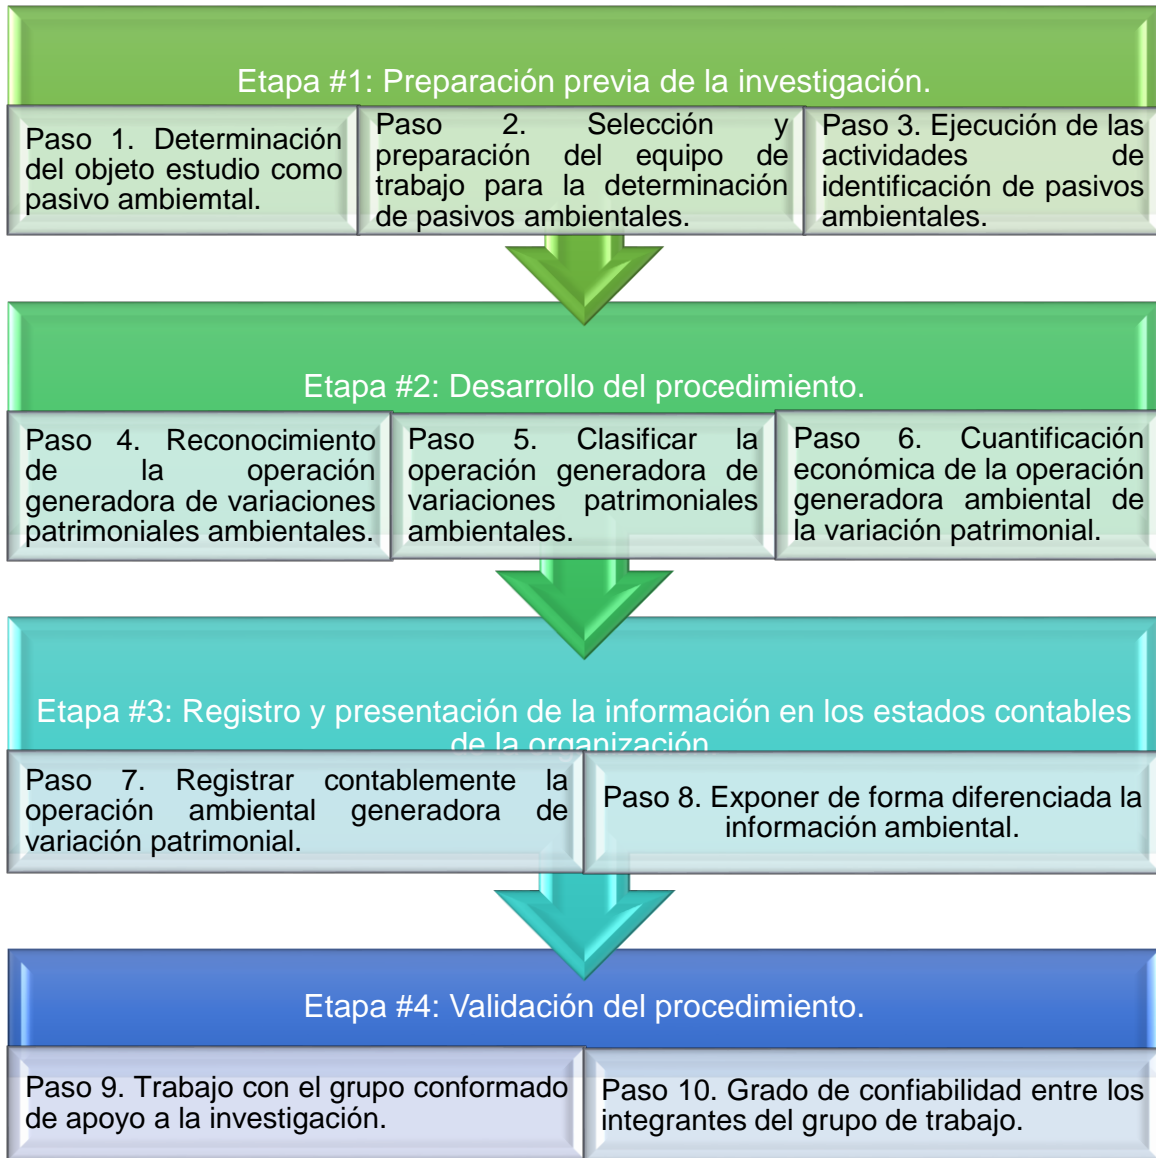 Etapa #1: Preparación previa de la investigación.
Paso 1. Determinación
del objeto estudio como
pasivo ambiemtal.
Paso 2. Selección y
preparación del equipo de
trabajo para la determinación
de pasivos ambientales.
Paso 3. Ejecución de las
actividades de
identificación de pasivos
ambientales.
Etapa #2: Desarrollo del procedimiento.
Paso 4. Reconocimiento
de la operación
generadora de variaciones
patrimoniales ambientales.
Paso 5. Clasificar la
operación generadora de
variaciones patrimoniales
ambientales.
Paso 6. Cuantificación
económica de la operación
generadora ambiental de
la variación patrimonial.
Etapa #3: Registro y presentación de la información en los estados contables
de la organización
Paso 7. Registrar contablemente la
operación ambiental generadora de
variación patrimonial.
Paso 8. Exponer de forma diferenciada la
información ambiental.
Etapa #4: Validación del procedimiento.
Paso 9. Trabajo con el grupo conformado
de apoyo a la investigación.
Paso 10. Grado de confiabilidad entre los
integrantes del grupo de trabajo.